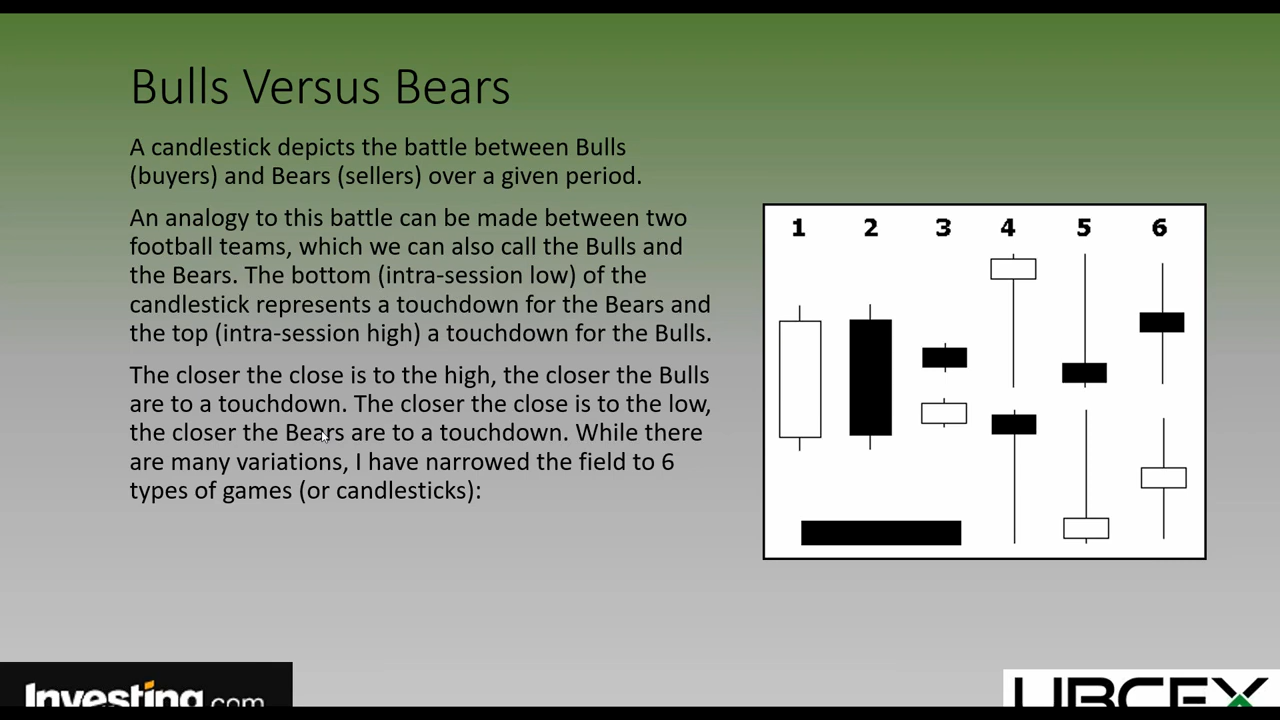 Bulls Versus Bears
A candlestick depicts the battle between Bulls
(buyers) and Bears (sellers) over a given period.
An analogy to this battle can be made between two
football teams, which we can also call the Bulls and
the Bears. The bottom (intra-session low) of the
candlestick represents a touchdown for the Bears and
the top (intra-session high) a touchdown for the Bulls.
The closer the close is to the high, the closer the Bulls
are to a touchdown. The closer the close is to the low,
the closer the Bears are to a touchdown. While there
are many variations, I have narrowed the field to 6
types of games (or candlesticks):
1 2 3 4 5 6
Investing.com
UBCFX